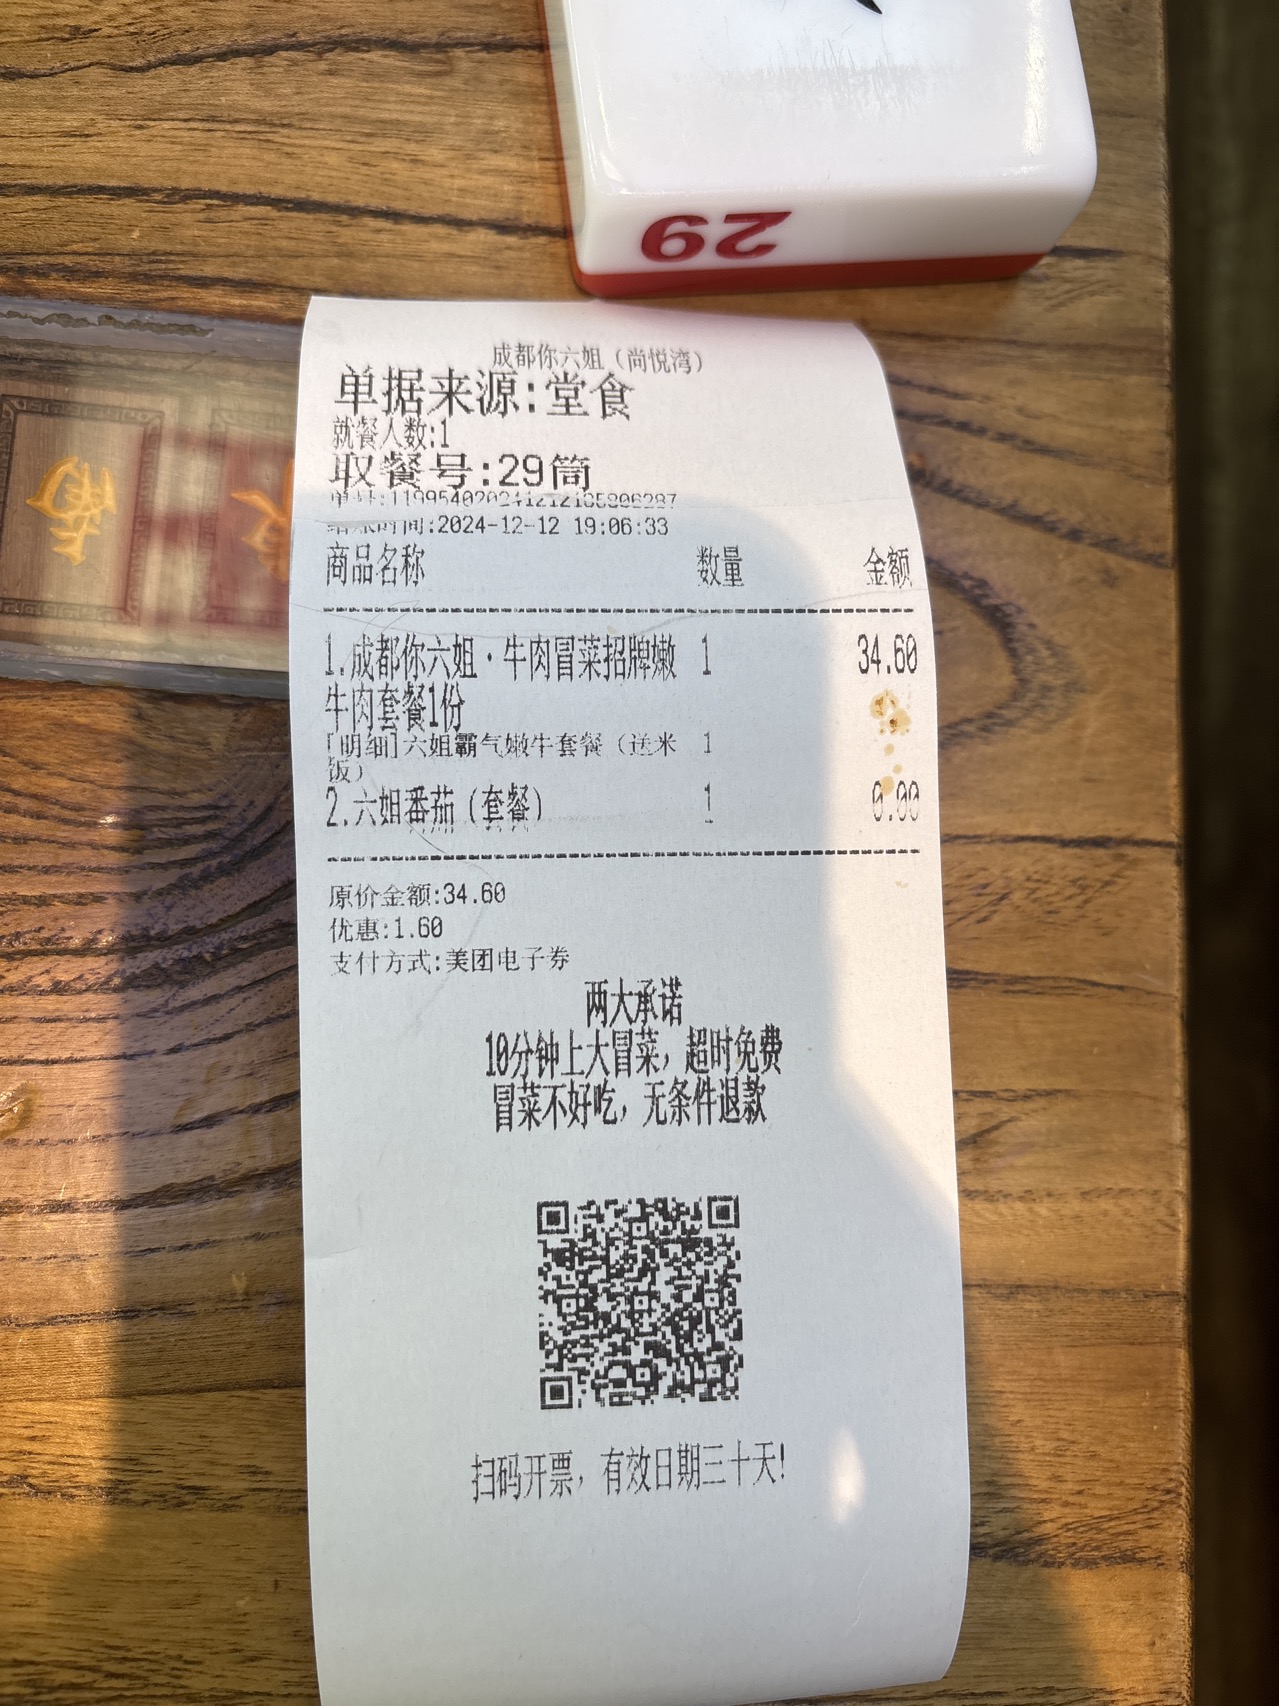 29
成都你六姐（尚悦湾）
单据来源:堂食
就餐人数:1
取餐号:29筒
结账时间:2024-12-12 19:06:33
商品名称 数量 金额
1.成都你六姐·牛肉冒菜招牌嫩 1 34.60
牛肉套餐1份
[明细]六姐霸气嫩牛套餐（送米 1
饭）
2.六姐番茄（套餐） 1 0.00
原价金额:34.60
优惠:1.60
支付方式:美团电子券
两大承诺
10分钟上大冒菜，超时免费
冒菜不好吃，无条件退款
扫码开票，有效日期三十天!